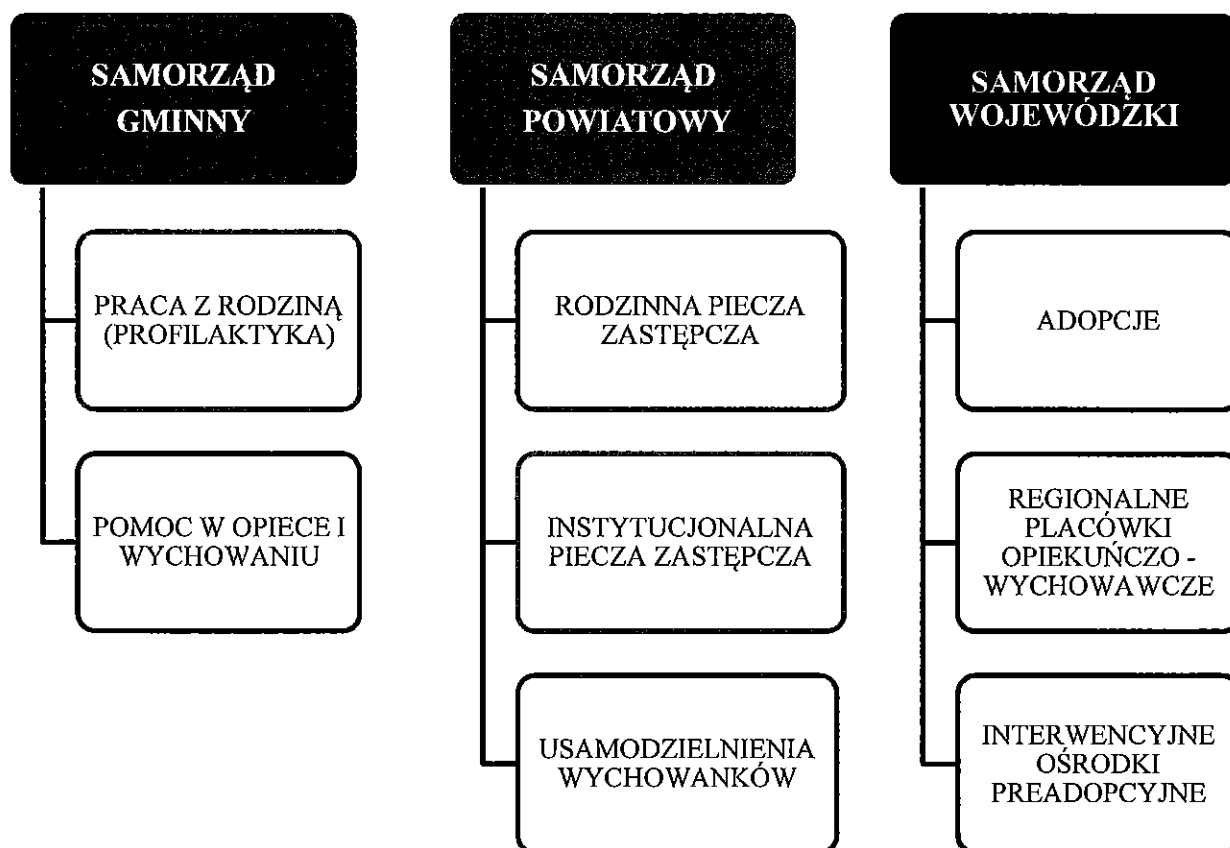 SAMORZĄD
GMINNY
PRACA Z RODZINĄ
(PROFILAKTYKA)
POMOC W OPIECE I
WYCHOWANIU
SAMORZĄD
POWIATOWY
RODZINNA PIECZA
ZASTĘPCZA
INSTYTUCJONALNA
PIECZA ZASTĘPCZA
USAMODZIELNIENIA
WYCHOWANKÓW
SAMORZĄD
WOJEWÓDZKI
ADOPCJE
REGIONALNE
PLACÓWKI
OPIEKUŃCZO -
WYCHOWAWCZE
INTERWENCYJNE
OŚRODKI
PREADOPCYJNE